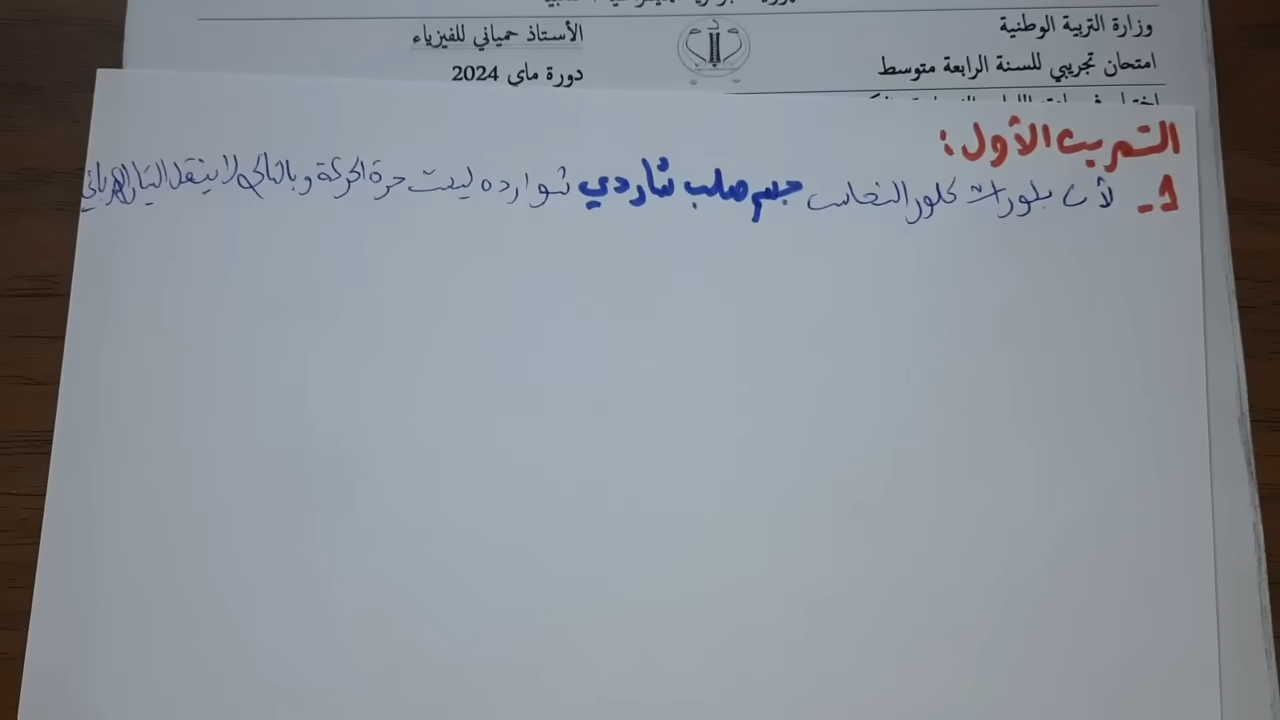 وزارة التربية الوطنية
امتحان تجريبي للسنة الرابعة متوسط
الأستاذ حمياني للفيزياء
دورة ماي 2024
التمرين الأول:
1- لأن بلورات كلور النحاس جسم صلب شاردي شوارده ليست حرة الحركة وبالتالي لا ينقل التيار الكهربائي